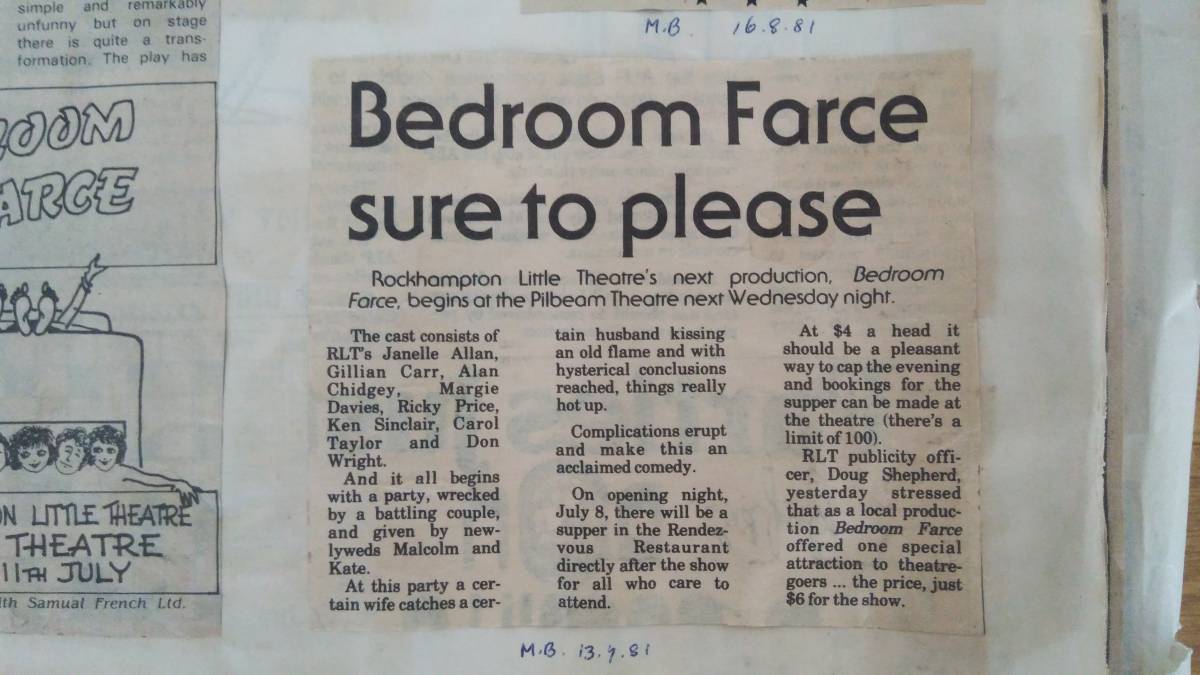 simple and remarkably
unfunny but on stage
there is quite a trans-
formation. The play has
OOM
ARCE
ON LITTLE THEATRE
THEATRE
11TH JULY
ith Samual French Ltd.
M.B. 16.8.81
Bedroom Farce
sure to please
Rockhampton Little Theatre's next production, Bedroom
Farce, begins at the Pilbeam Theatre next Wednesday night.
The cast consists of
RLT's Janelle Allan,
Gillian Carr, Alan
Chidgey, Margie
Davies, Ricky Price,
Ken Sinclair, Carol
Taylor and Don
Wright.
And it all begins
with a party, wrecked
by a battling couple,
and given by new-
lyweds Malcolm and
Kate.
At this party a cer-
tain wife catches a cer-
tain husband kissing
an old flame and with
hysterical conclusions
reached, things really
hot up.
Complications erupt
and make this an
acclaimed comedy.
On opening night,
July 8, there will be a
supper in the Rendez-
vous Restaurant
directly after the show
for all who care to
attend.
At $4 a head it
should be a pleasant
way to cap the evening
and bookings for the
supper can be made at
the theatre (there's a
limit of 100).
RLT publicity offi-
cer, Doug Shepherd,
yesterday stressed
that as a local produc-
tion Bedroom Farce
offered one special
attraction to theatre-
goers ... the price, just
$6 for the show.
M.B. 13.7.81